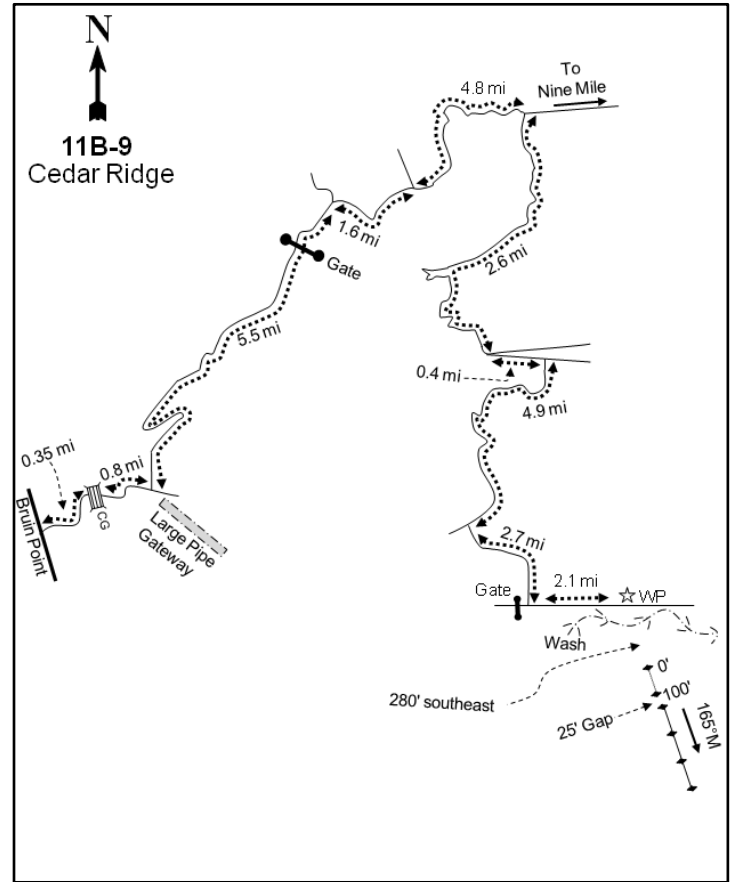 N
11B-9
Cedar Ridge
4.8 mi
To
Nine Mile
1.6 mi
Gate
2.6 mi
5.5 mi
0.4 mi
4.9 mi
0.35 mi
0.8 mi
CG
Bruin Point
Large Pipe
Gateway
2.7 mi
Gate
2.1 mi
WP
Wash
0'
280' southeast
100'
25' Gap
165°M